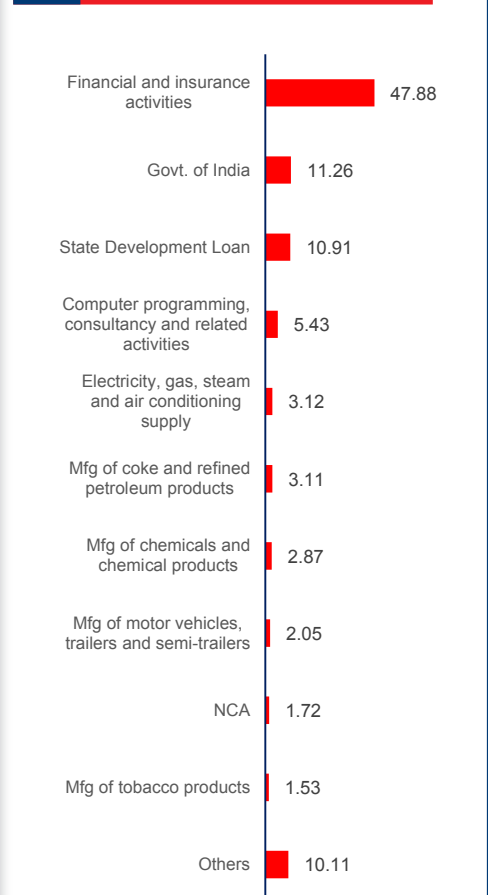 Financial and insurance
activities
47.88
Govt. of India
11.26
State Development Loan
10.91
Computer programming,
consultancy and related
activities
5.43
Electricity, gas, steam
and air conditioning
supply
3.12
Mfg of coke and refined
petroleum products
3.11
Mfg of chemicals and
chemical products
2.87
Mfg of motor vehicles,
trailers and semi-trailers
2.05
NCA
1.72
Mfg of tobacco products
1.53
Others
10.11